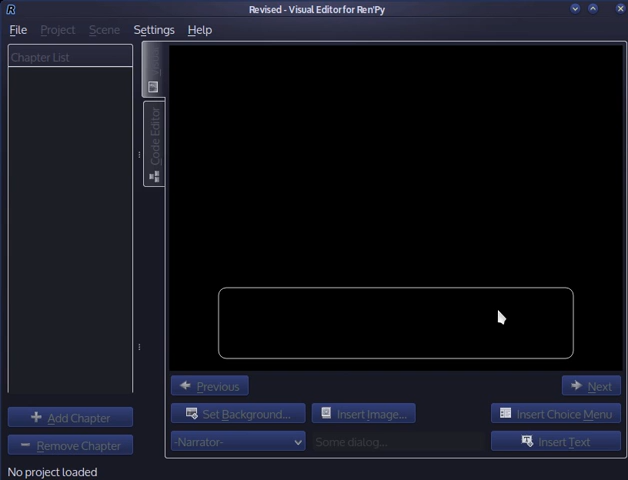 R
Revised - Visual Editor for Ren'Py
File Project Scene Settings Help
Chapter List
Visual
Code Editor
Previous
Next
Set Background...
Insert Image...
Insert Choice Menu
-Narrator-
Some dialog...
Insert Text
Add Chapter
Remove Chapter
No project loaded